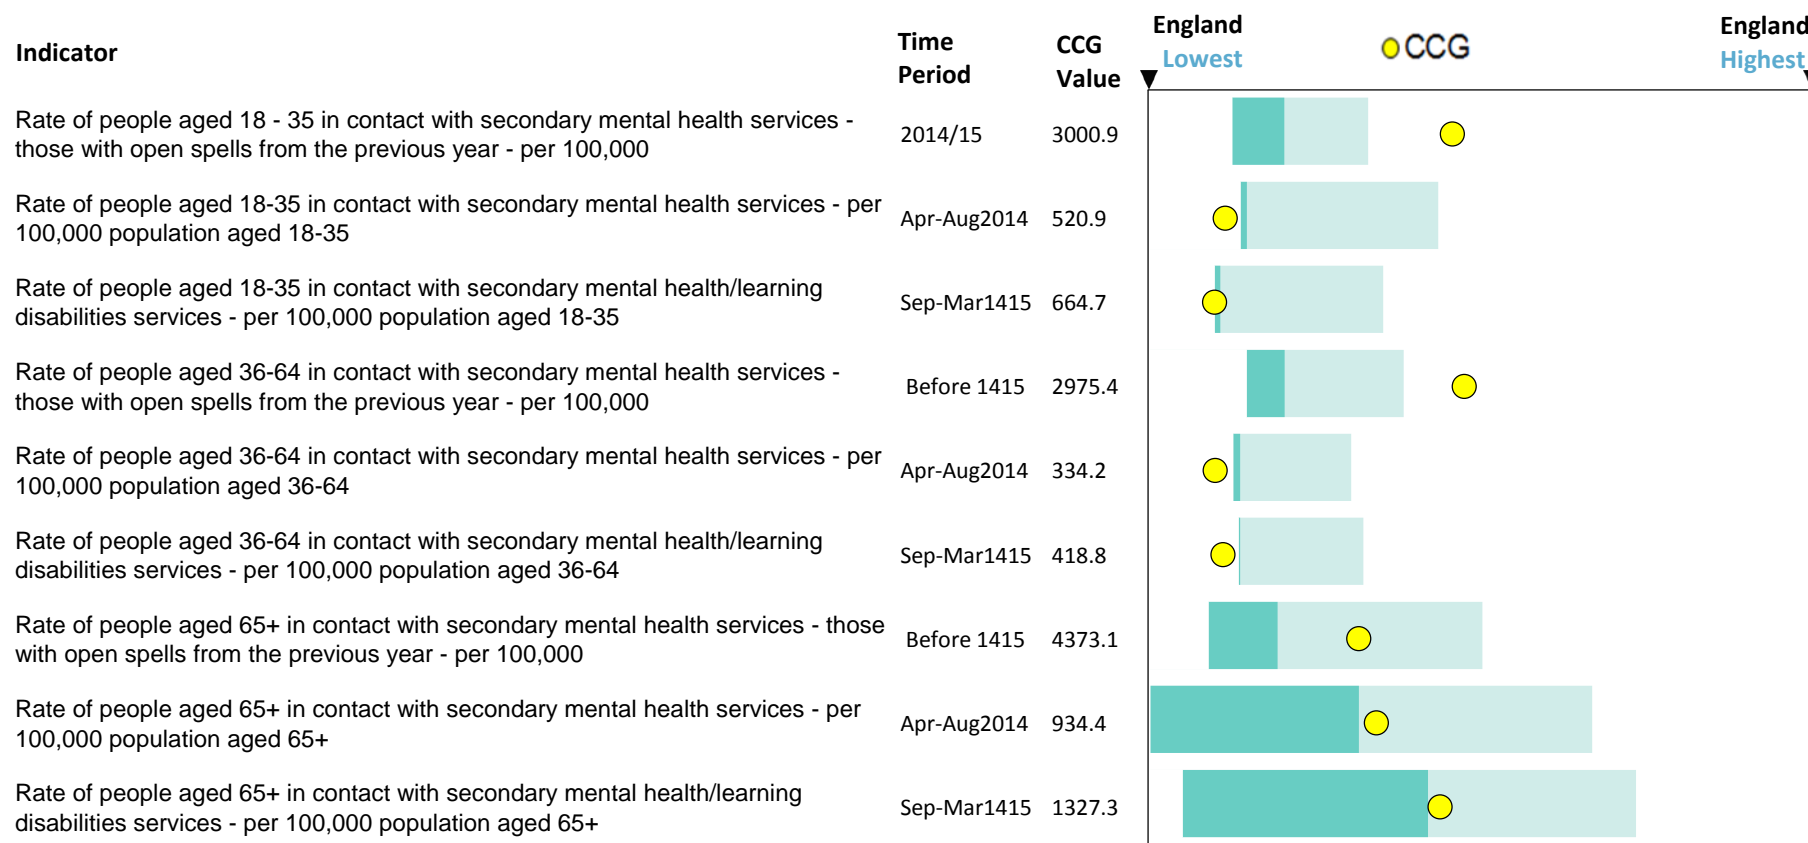 Indicator
Time Period
CCG Value
England Lowest
CCG
England Highest
Rate of people aged 18 - 35 in contact with secondary mental health services -
those with open spells from the previous year - per 100,000
2014/15
3000.9
Rate of people aged 18-35 in contact with secondary mental health services - per
100,000 population aged 18-35
Apr-Aug2014
520.9
Rate of people aged 18-35 in contact with secondary mental health/learning
disabilities services - per 100,000 population aged 18-35
Sep-Mar1415
664.7
Rate of people aged 36-64 in contact with secondary mental health services -
those with open spells from the previous year - per 100,000
Before 1415
2975.4
Rate of people aged 36-64 in contact with secondary mental health services - per
100,000 population aged 36-64
Apr-Aug2014
334.2
Rate of people aged 36-64 in contact with secondary mental health/learning
disabilities services - per 100,000 population aged 36-64
Sep-Mar1415
418.8
Rate of people aged 65+ in contact with secondary mental health services - those
with open spells from the previous year - per 100,000
Before 1415
4373.1
Rate of people aged 65+ in contact with secondary mental health services - per
100,000 population aged 65+
Apr-Aug2014
934.4
Rate of people aged 65+ in contact with secondary mental health/learning
disabilities services - per 100,000 population aged 65+
Sep-Mar1415
1327.3